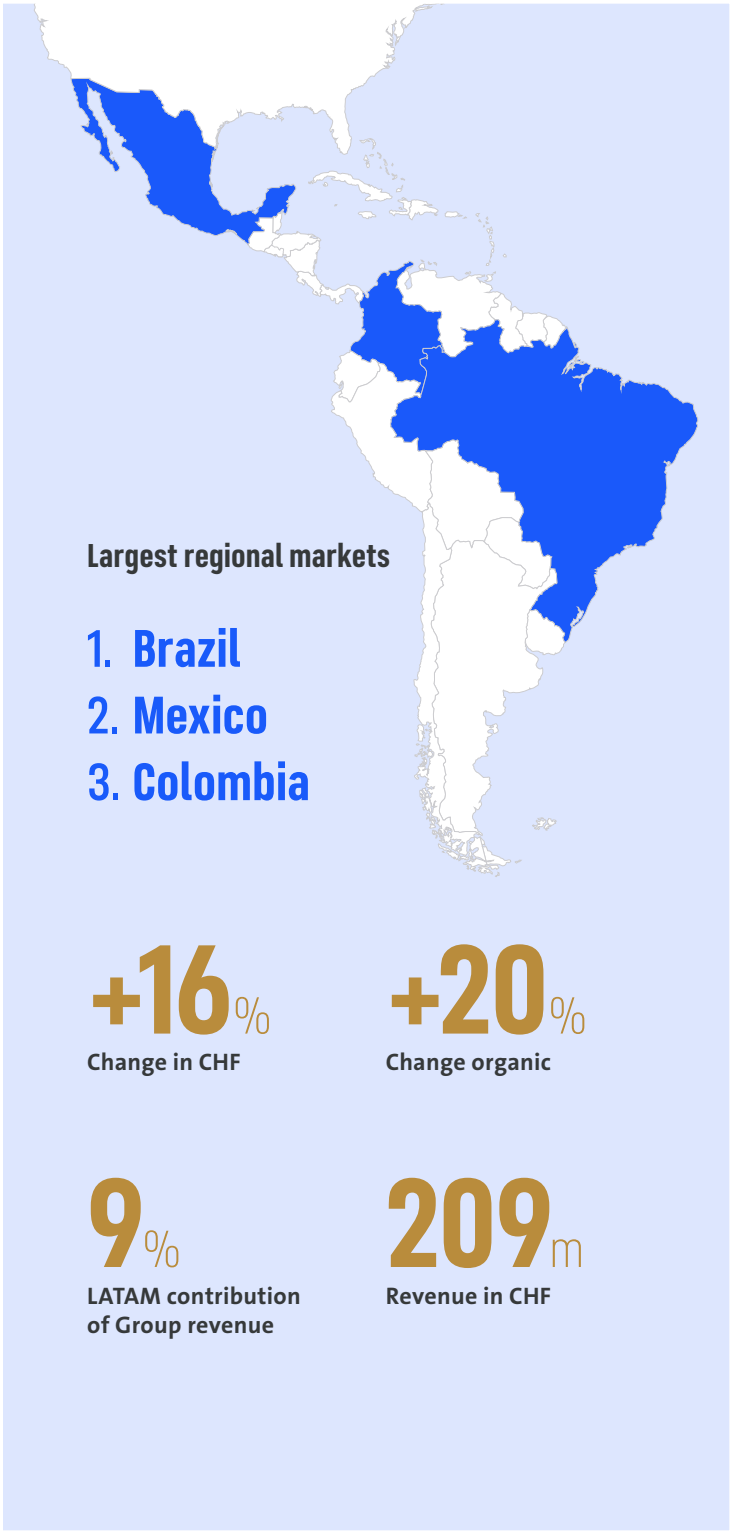 Largest regional markets
1. Brazil
2. Mexico
3. Colombia
+16%
Change in CHF
+20%
Change organic
9%
LATAM contribution
of Group revenue
209m
Revenue in CHF